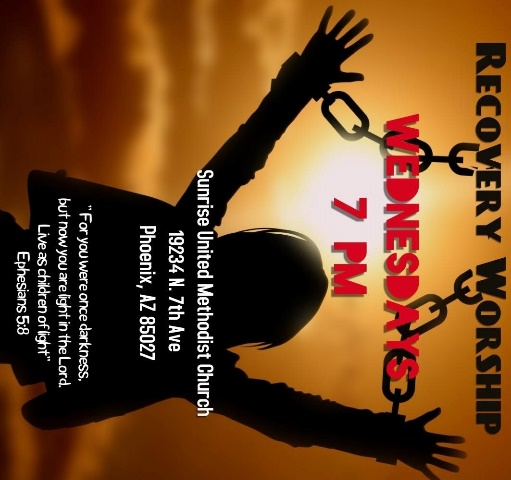 RECOVERY WORSHIP
WEDNESDAYS
7 PM
Sunrise United Methodist Church
19234 N. 7th Ave
Phoenix, AZ 85027
"For you were once darkness,
but now you are light in the Lord.
Live as children of light"
Ephesians 5:8